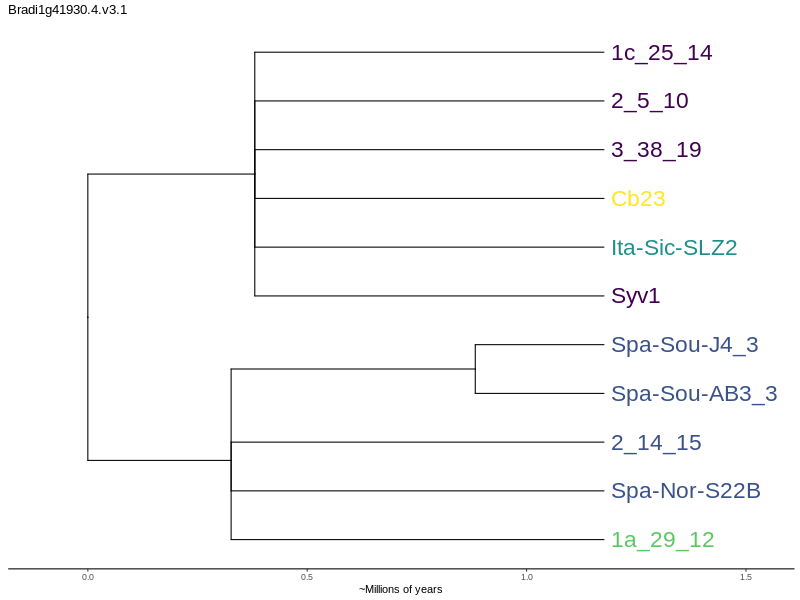 Bradi1g41930.4.v3.1
1c_25_14
2_5_10
3_38_19
Cb23
Ita-Sic-SLZ2
Syv1
Spa-Sou-J4_3
Spa-Sou-AB3_3
2_14_15
Spa-Nor-S22B
1a_29_12
0.0 0.5 1.0 1.5
~Millions of years